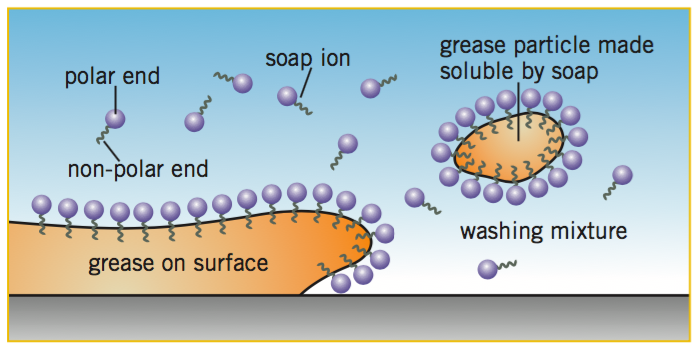 polar end
soap ion
grease particle made
soluble by soap
non-polar end
washing mixture
grease on surface